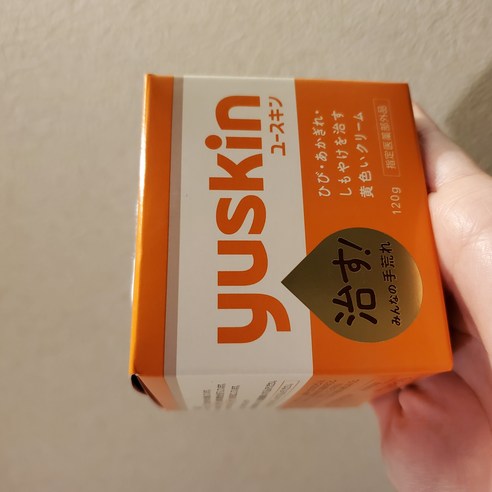 yuskin
ユースキン
ひび・あかぎれ・
しもやけを治す
黄色いクリーム
指定医薬部外品
120g
治す!
みんなの手荒れ